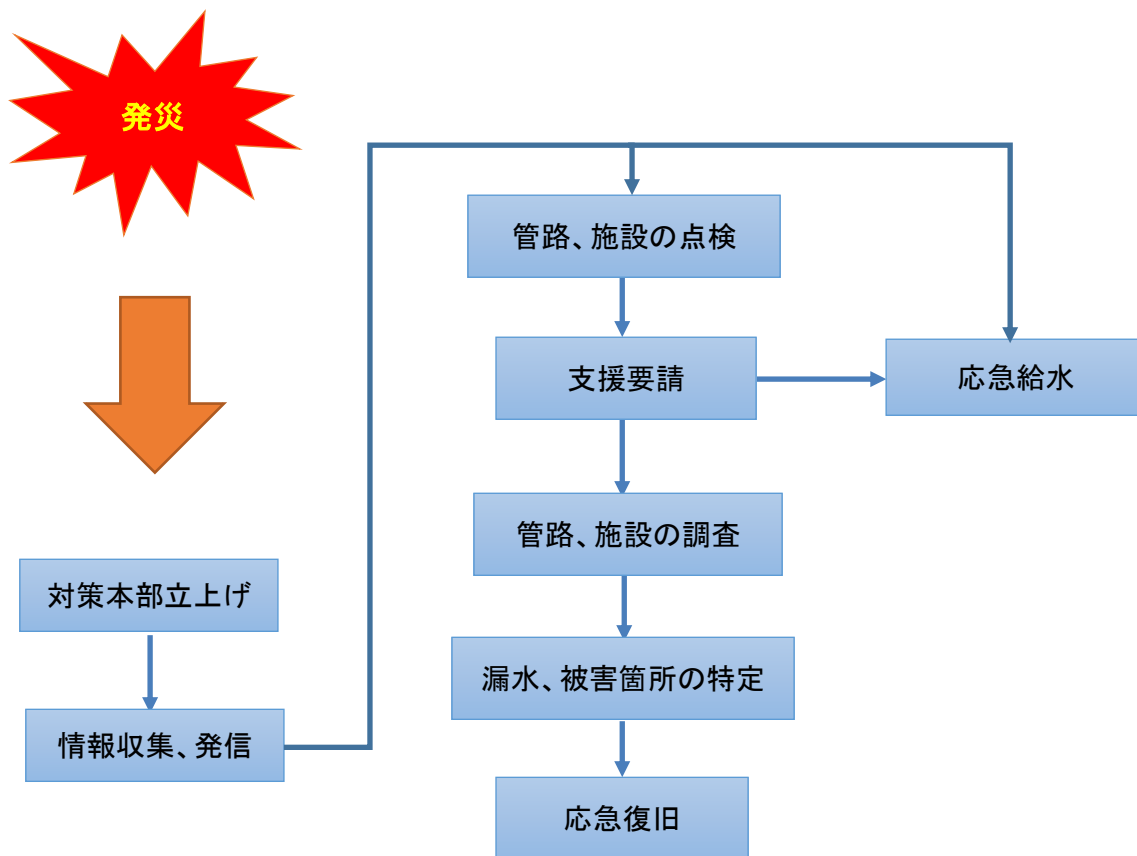 発災
対策本部立上げ
情報収集、発信
管路、施設の点検
支援要請
応急給水
管路、施設の調査
漏水、被害箇所の特定
応急復旧